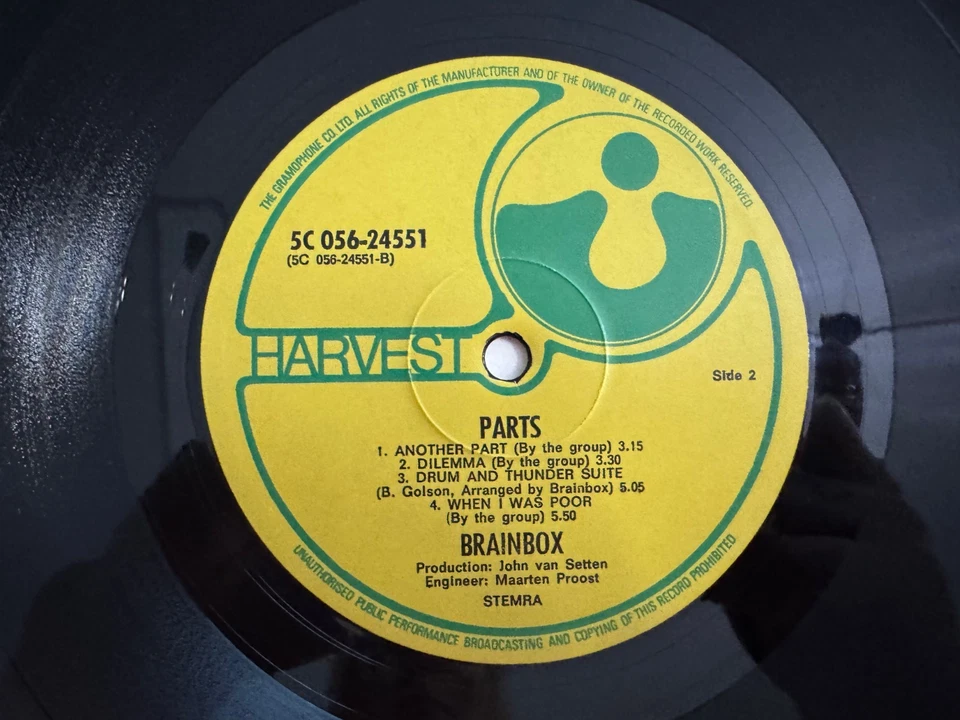 THE GRAMOPHONE CO. LTD. ALL RIGHTS OF THE MANUFACTURER AND OF THE OWNER OF THE RECORDED WORK RESERVED
5C 056-24551
(5C 056-24551-B)
HARVEST
Side 2
PARTS
1. ANOTHER PART (By the group) 3.15
2. DILEMMA (By the group) 3.30
3. DRUM AND THUNDER SUITE
(B. Golson, Arranged by Brainbox) 5.05
4. WHEN I WAS POOR
(By the group) 5.50
BRAINBOX
Production: John van Setten
Engineer: Maarten Proost
STEMRA
UNAUTHORISED PUBLIC PERFORMANCE BROADCASTING AND COPYING OF THIS RECORD PROHIBITED